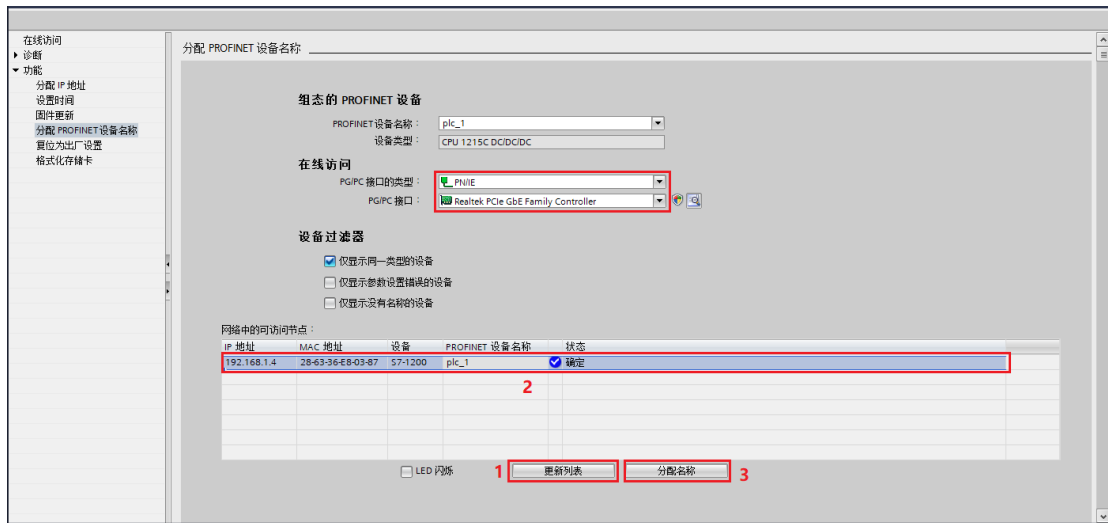 在线访问
诊断
功能
分配 IP 地址
设置时间
固件更新
分配 PROFINET 设备名称
复位为出厂设置
格式化存储卡
分配 PROFINET 设备名称
组态的 PROFINET 设备
PROFINET设备名称： plc_1
设备类型： CPU 1215C DC/DC/DC
在线访问
PG/PC 接口的类型： PN/IE
PG/PC 接口： Realtek PCIe GbE Family Controller
设备过滤器
仅显示同一类型的设备
仅显示参数设置错误的设备
仅显示没有名称的设备
网络中的可访问节点：
IP 地址 MAC 地址 设备 PROFINET 设备名称 状态
192.168.1.4 28-63-36-E8-03-87 S7-1200 plc_1 确定
2
LED 闪烁 1 更新列表 分配名称 3